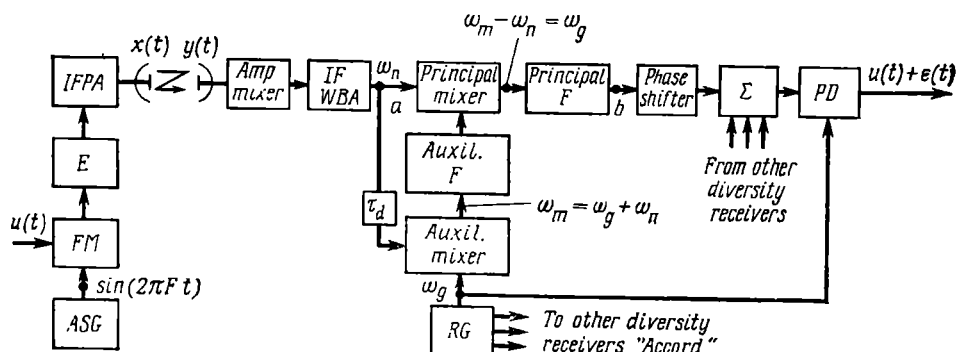 x(t) y(t)
ω_m − ω_n = ω_g
IFPA
Amp mixer
IF WBA
ω_n
a
Principal mixer
Principal F
b
Phase shifter
Σ
PD
u(t) + ε(t)
E
Auxil. F
From other diversity receivers
τ_d
ω_m = ω_g + ω_n
u(t)
FM
Auxil. mixer
sin(2πFt)
ω_g
ASG
RG
To other diversity receivers "Accord"